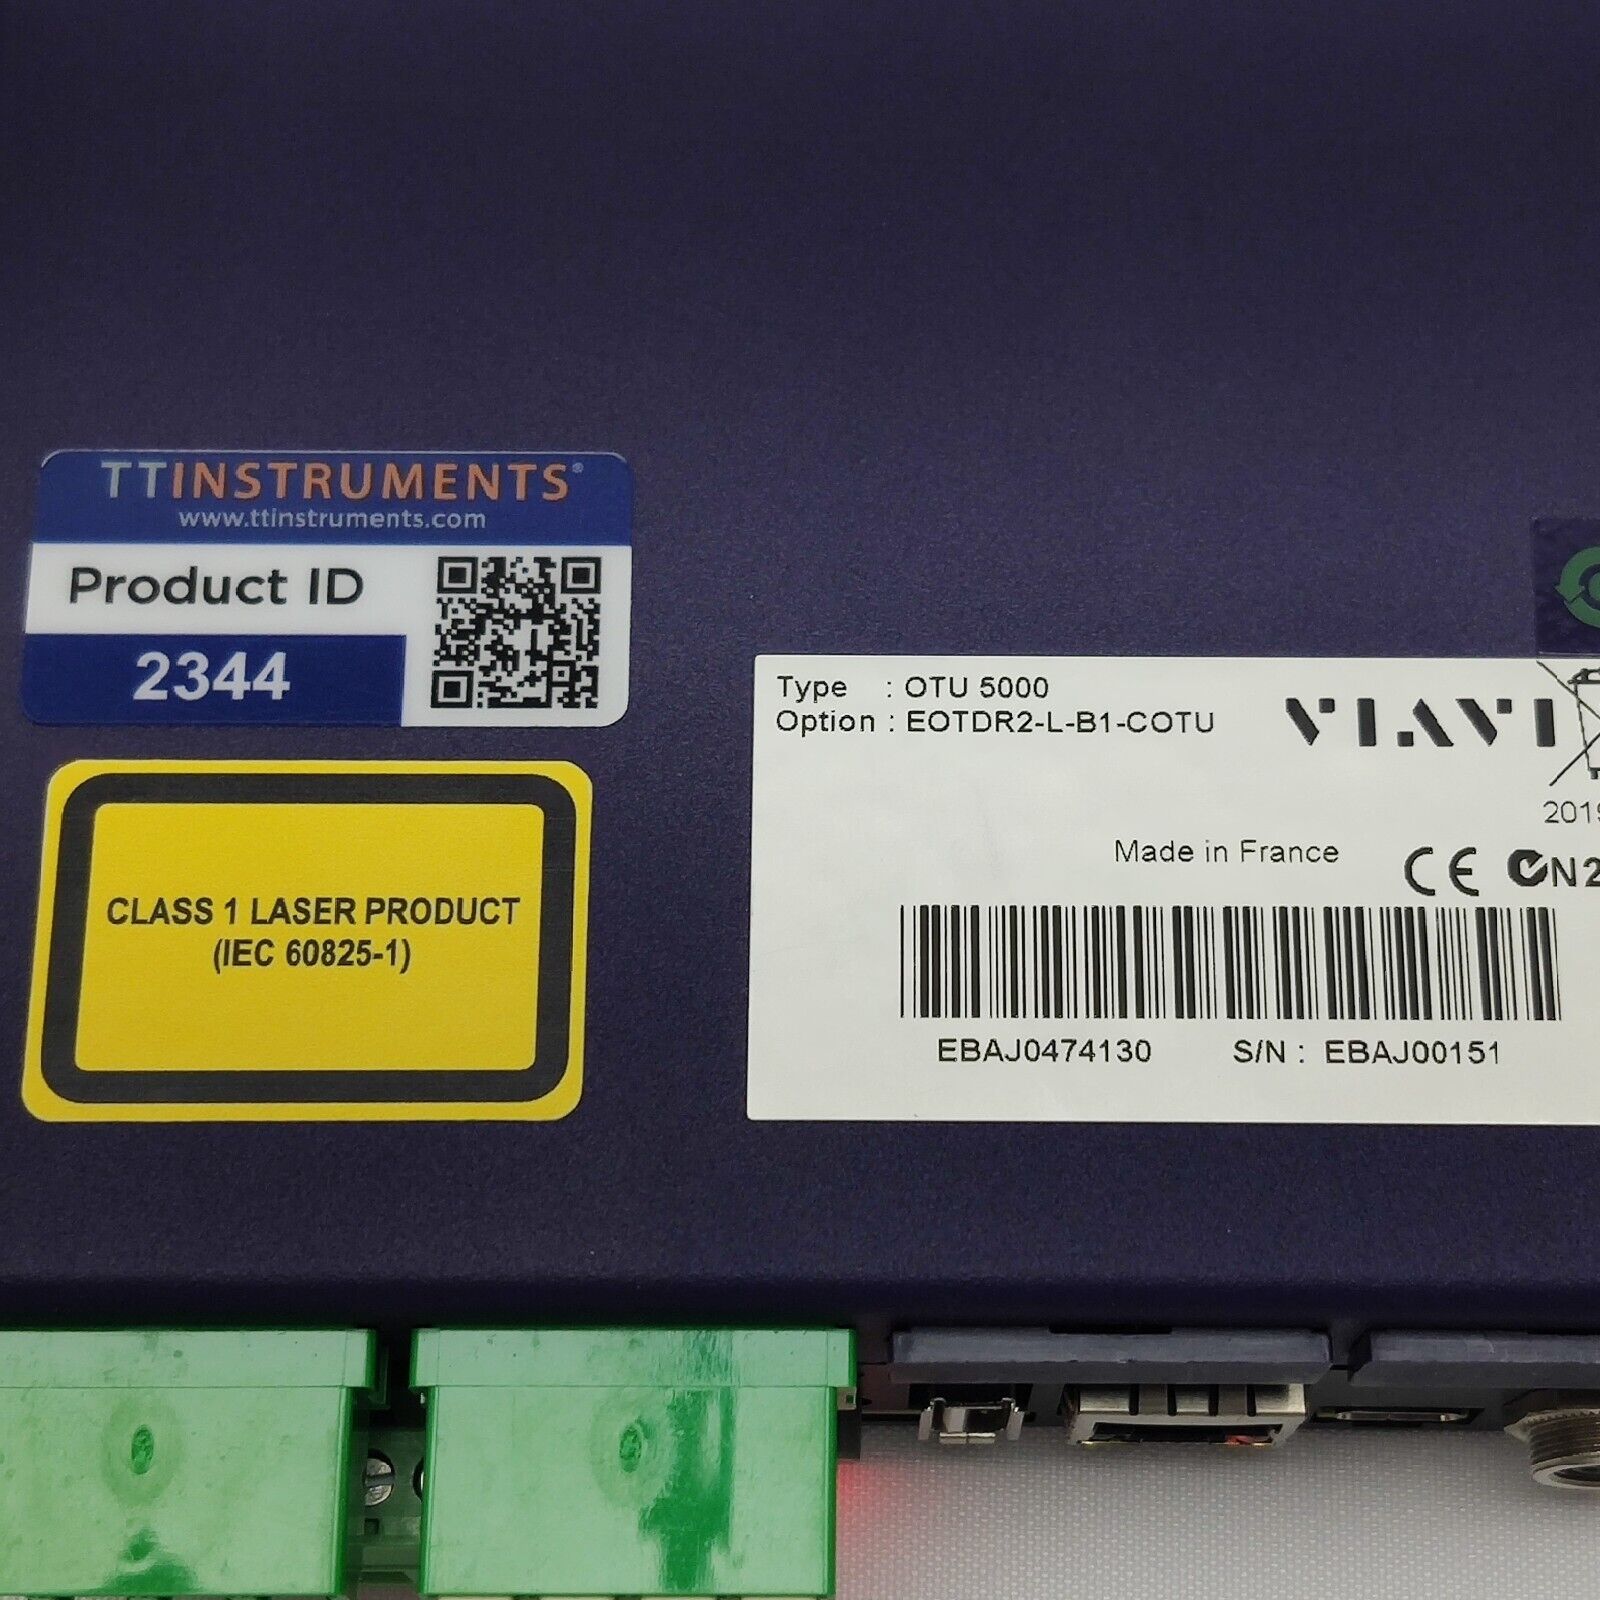 TTINSTRUMENTS®
www.ttinstruments.com
Product ID
2344
CLASS 1 LASER PRODUCT
(IEC 60825-1)
Type : OTU 5000
Option : EOTDR2-L-B1-COTU
VIAVI
Made in France
CE
EBAJ0474130 S/N : EBAJ00151